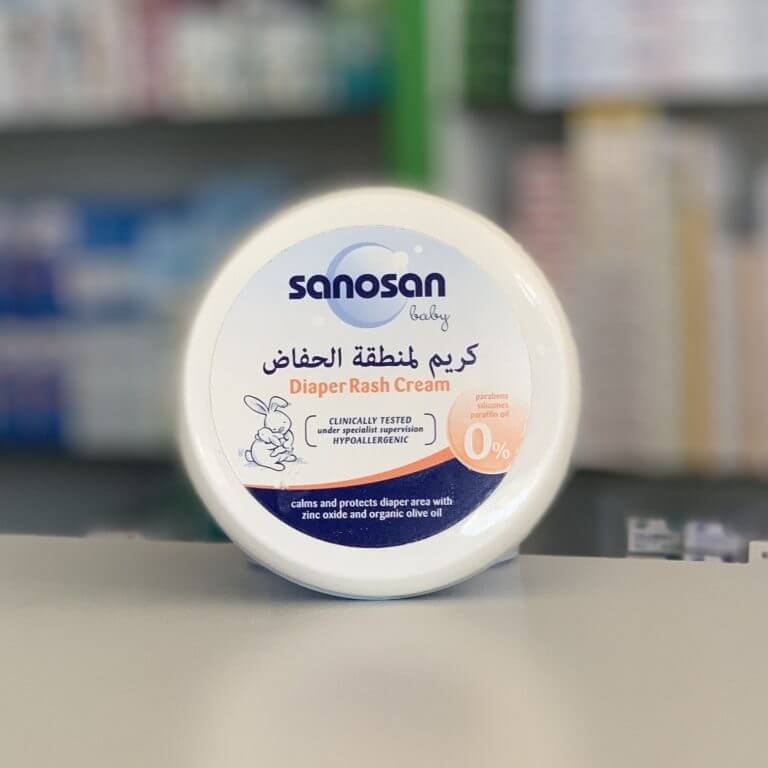 sanosan
baby
كريم لمنطقة الحفاض
Diaper Rash Cream
CLINICALLY TESTED
under specialist supervision
HYPOALLERGENIC
parabens
silicones
paraffin oil
0%
calms and protects diaper area with
zinc oxide and organic olive oil